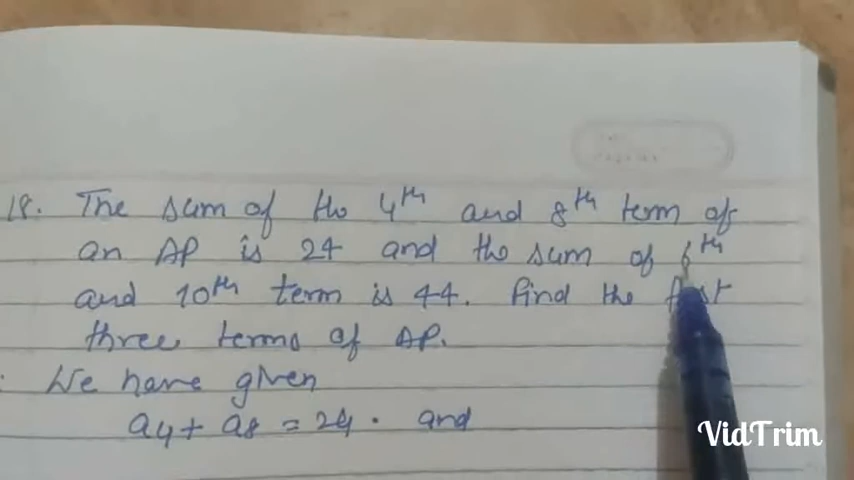 18. The sum of the 4th and 8th term of
an AP is 24 and the sum of 6th
and 10th term is 44. Find the first
three terms of AP.
: We have given
a4 + a8 = 24. and
VidTrim